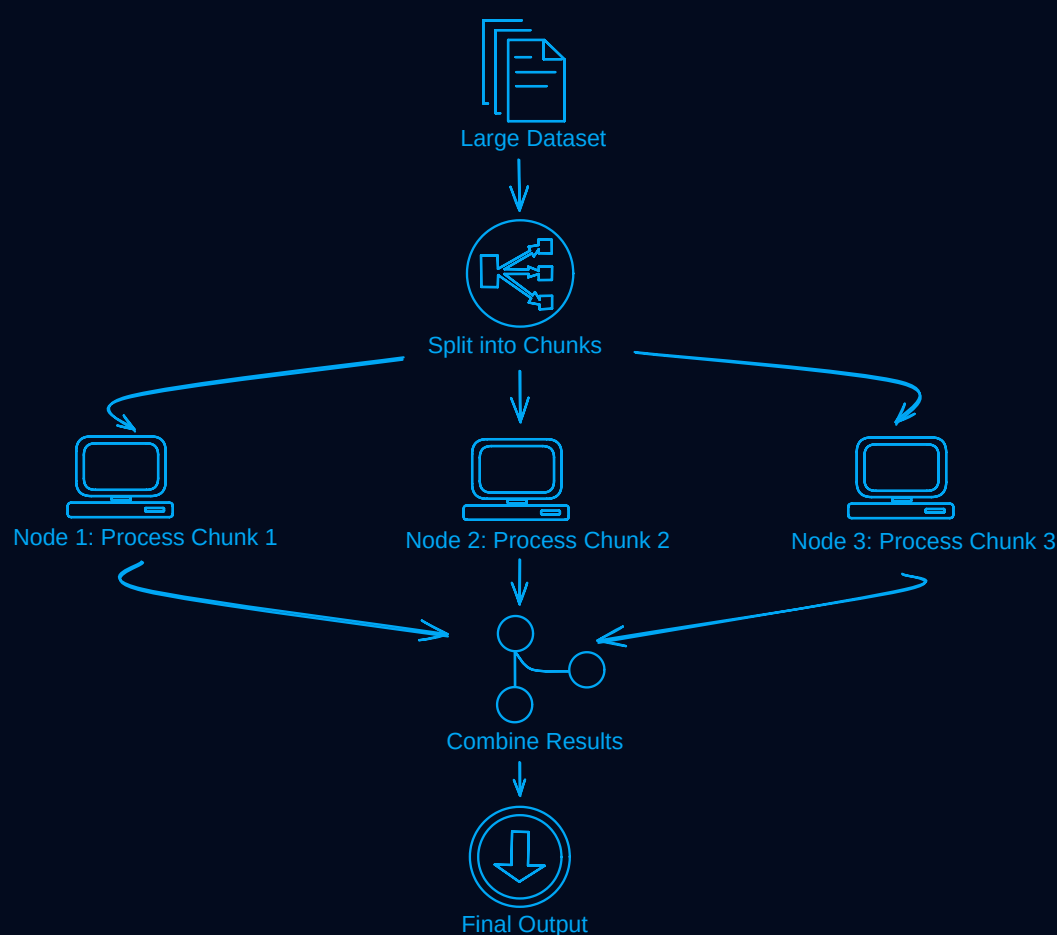 Large Dataset
Split into Chunks
Node 1: Process Chunk 1
Node 2: Process Chunk 2
Node 3: Process Chunk 3
Combine Results
Final Output